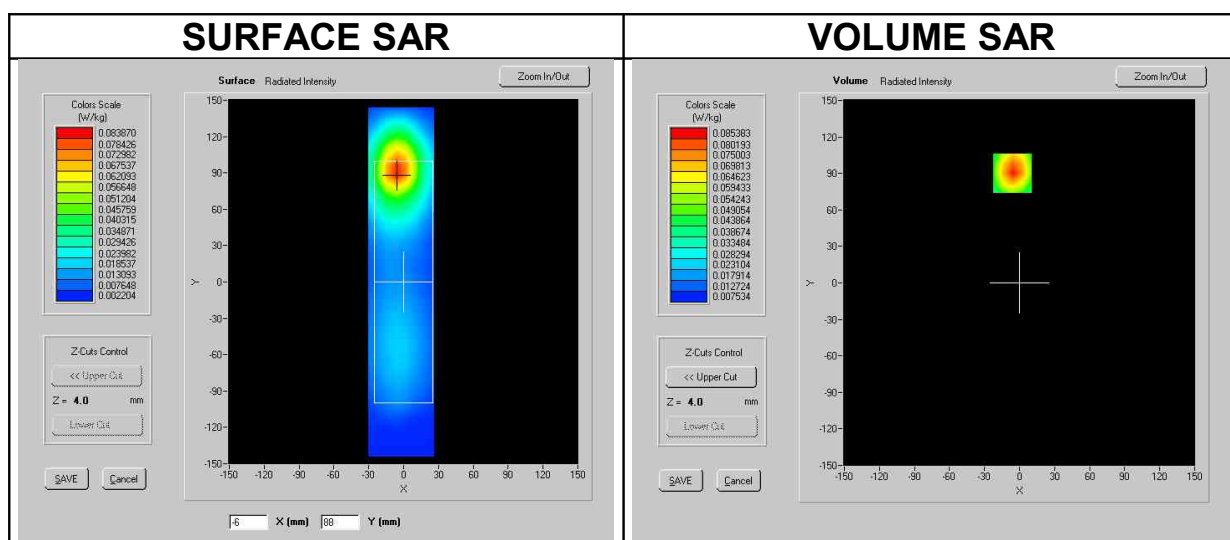 SURFACE SAR
VOLUME SAR
Surface Radiated Intensity
Zoom In/Out
Colors Scale
(W/kg)
0.083870
0.078426
0.072982
0.067537
0.062093
0.056648
0.051204
0.045759
0.040315
0.034871
0.029426
0.023982
0.018537
0.013093
0.007648
0.002204
150
120
90
60
30
0
-30
-60
-90
-120
-150
Y
-150 -120 -90 -60 -30 0 30 60 90 120 150
X
Z-Cuts Control
<< Upper Cut
Z = 4.0 mm
Lower Cut
SAVE Cancel
-6 X (mm) 88 Y (mm)
Volume Radiated Intensity
Zoom In/Out
Colors Scale
(W/kg)
0.085383
0.080193
0.075003
0.069813
0.064623
0.059433
0.054243
0.049054
0.043864
0.038674
0.033484
0.028294
0.023104
0.017914
0.012724
0.007534
150
120
90
60
30
0
-30
-60
-90
-120
-150
Y
-150 -120 -90 -60 -30 0 30 60 90 120 150
X
Z-Cuts Control
<< Upper Cut
Z = 4.0 mm
Lower Cut
SAVE Cancel